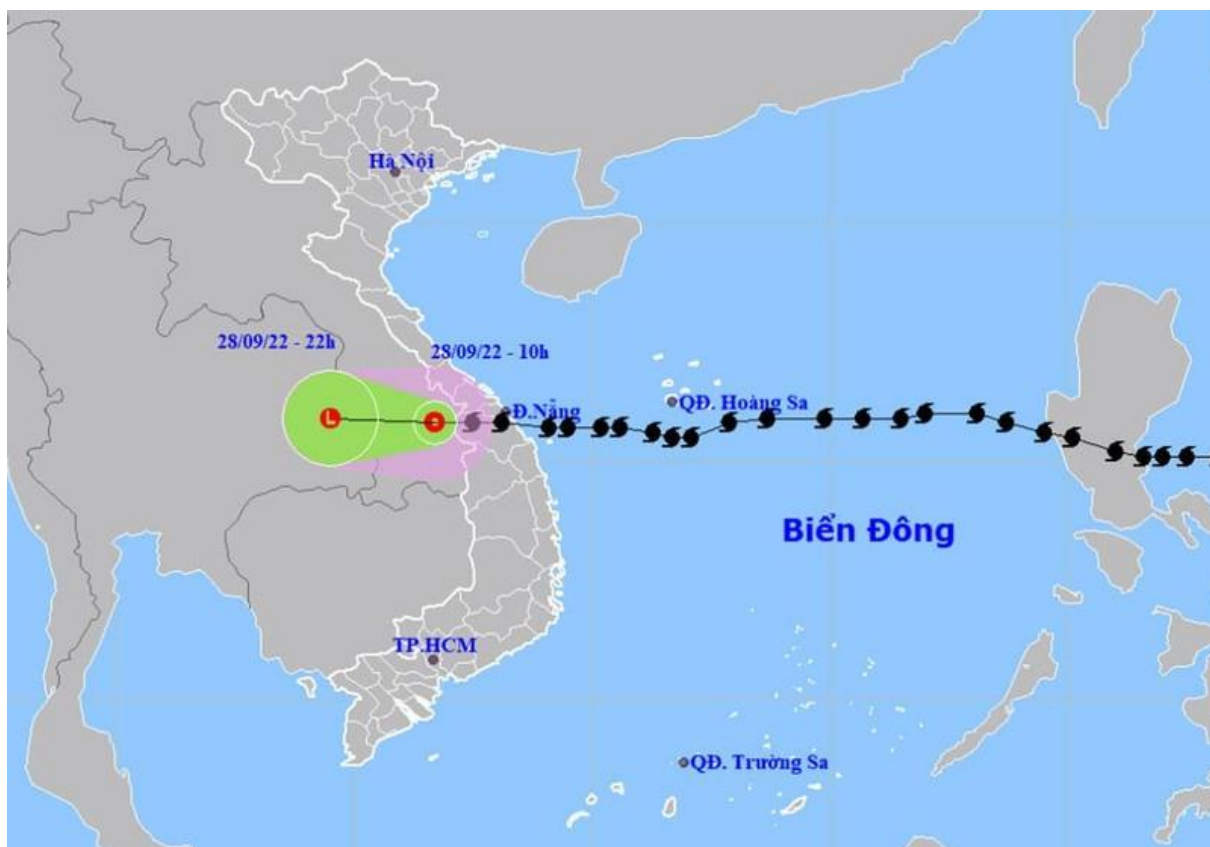 Hà Nội
28/09/22 - 22h
28/09/22 - 10h
Đ.Nẵng
QĐ. Hoàng Sa
Biển Đông
TP.HCM
QĐ. Trường Sa
L